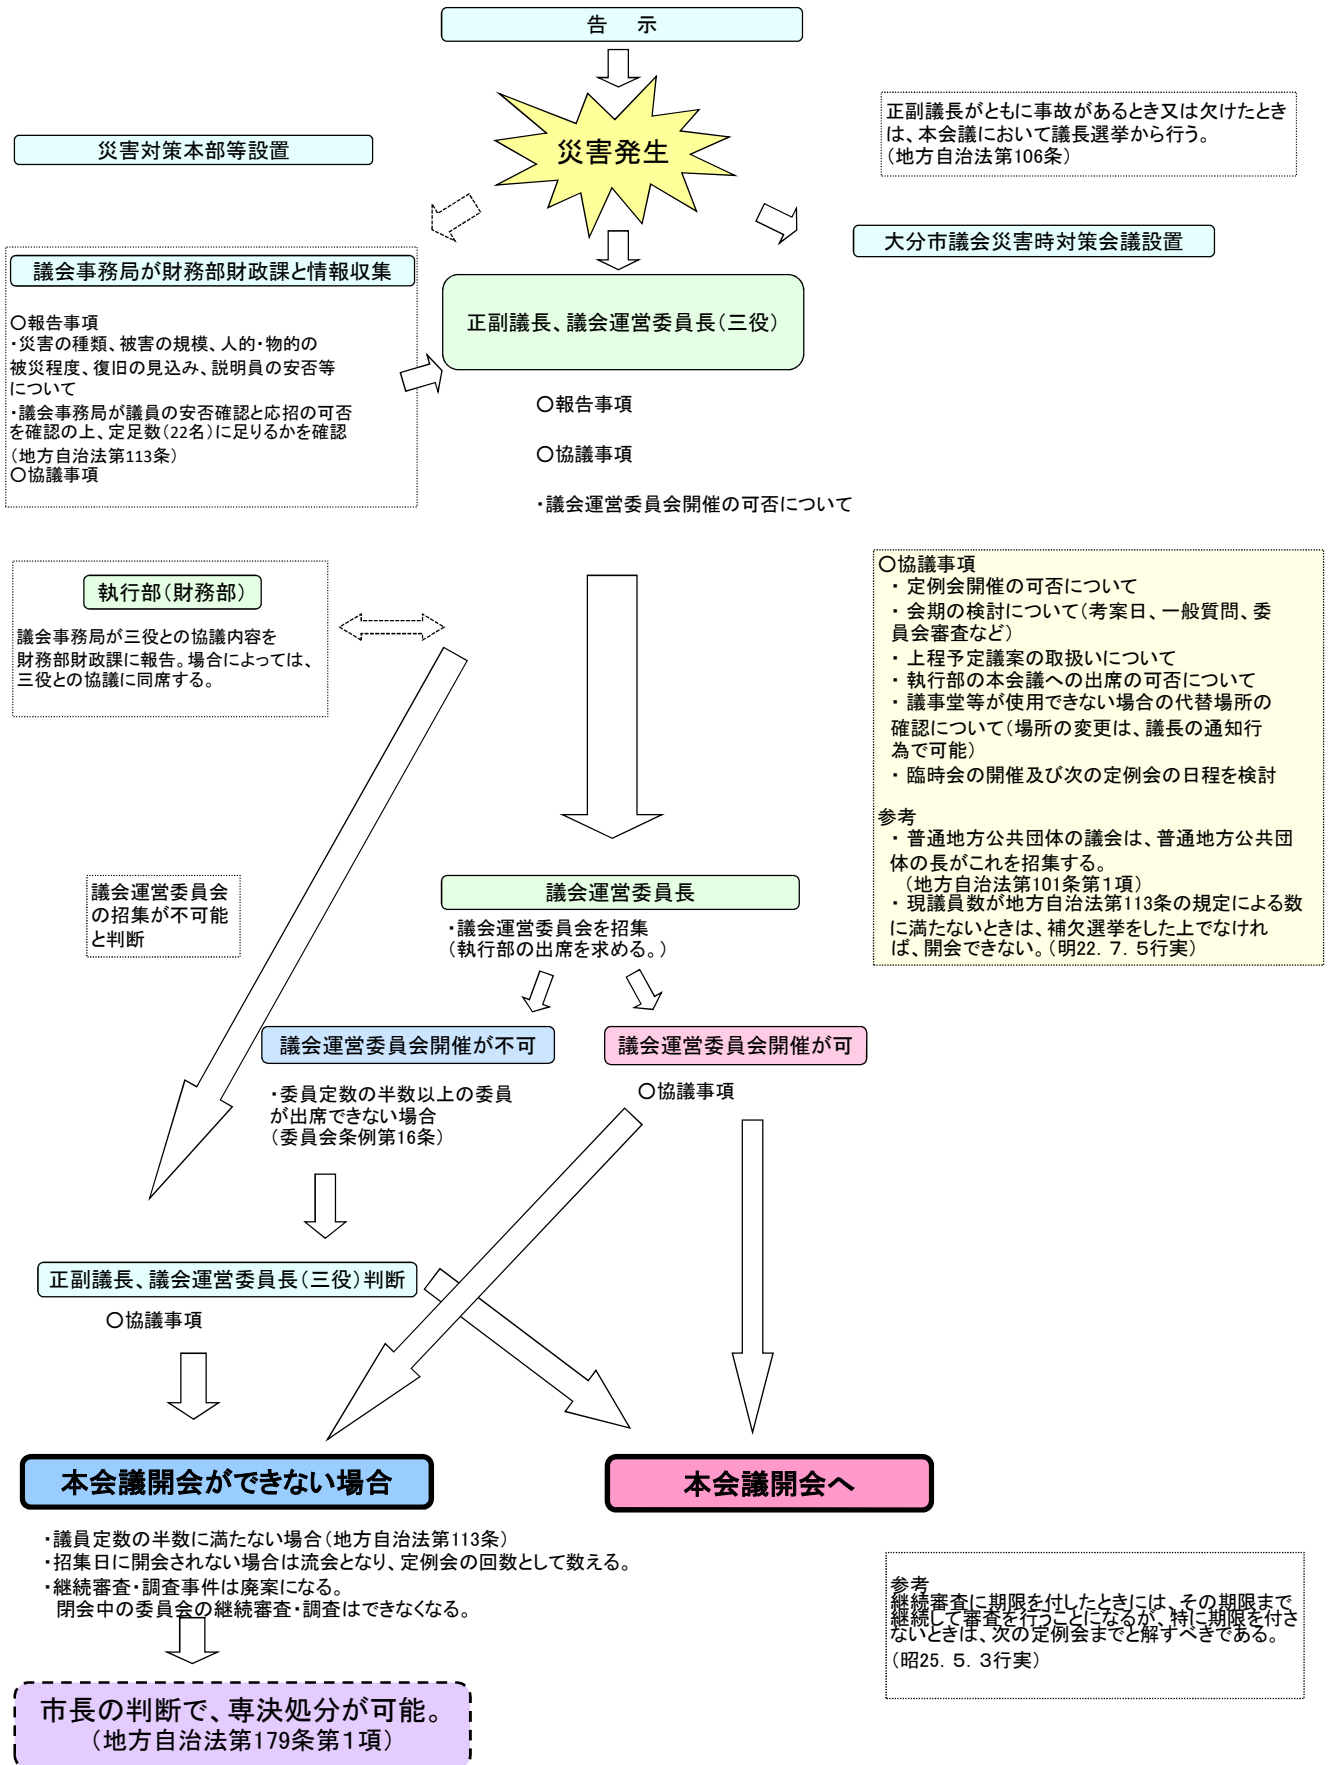 告　示
災害発生
正副議長がともに事故があるとき又は欠けたとき
は、本会議において議長選挙から行う。
(地方自治法第106条)
災害対策本部等設置
大分市議会災害時対策会議設置
議会事務局が財務部財政課と情報収集
○報告事項
・災害の種類、被害の規模、人的・物的の
被災程度、復旧の見込み、説明員の安否等
について
・議会事務局が議員の安否確認と応招の可否
を確認の上、定足数(22名)に足りるかを確認
(地方自治法第113条)
○協議事項
正副議長、議会運営委員長(三役)
○報告事項
○協議事項
・議会運営委員会開催の可否について
執行部(財務部)
議会事務局が三役との協議内容を
財務部財政課に報告。場合によっては、
三役との協議に同席する。
○協議事項
・ 定例会開催の可否について
・ 会期の検討について(考案日、一般質問、委
員会審査など)
・ 上程予定議案の取扱いについて
・ 執行部の本会議への出席の可否について
・ 議事堂等が使用できない場合の代替場所の
確認について(場所の変更は、議長の通知行
為で可能)
・ 臨時会の開催及び次の定例会の日程を検討
参考
・ 普通地方公共団体の議会は、普通地方公共団
体の長がこれを招集する。
(地方自治法第101条第1項)
・ 現議員数が地方自治法第113条の規定による数
に満たないときは、補欠選挙をした上でなけれ
ば、開会できない。(明22. 7. 5行実)
議会運営委員会
の招集が不可能
と判断
議会運営委員長
・議会運営委員会を招集
(執行部の出席を求める。)
議会運営委員会開催が不可
・委員定数の半数以上の委員
が出席できない場合
(委員会条例第16条)
議会運営委員会開催が可
○協議事項
正副議長、議会運営委員長(三役)判断
○協議事項
本会議開会ができない場合
本会議開会へ
・議員定数の半数に満たない場合(地方自治法第113条)
・招集日に開会されない場合は流会となり、定例会の回数として数える。
・継続審査・調査事件は廃案になる。
閉会中の委員会の継続審査・調査はできなくなる。
参考
継続審査に期限を付したときには、その期限まで
継続して審査を行うことになるが、特に期限を付さ
ないときは、次の定例会までと解すべきである。
(昭25. 5. 3行実)
市長の判断で、専決処分が可能。
(地方自治法第179条第1項)